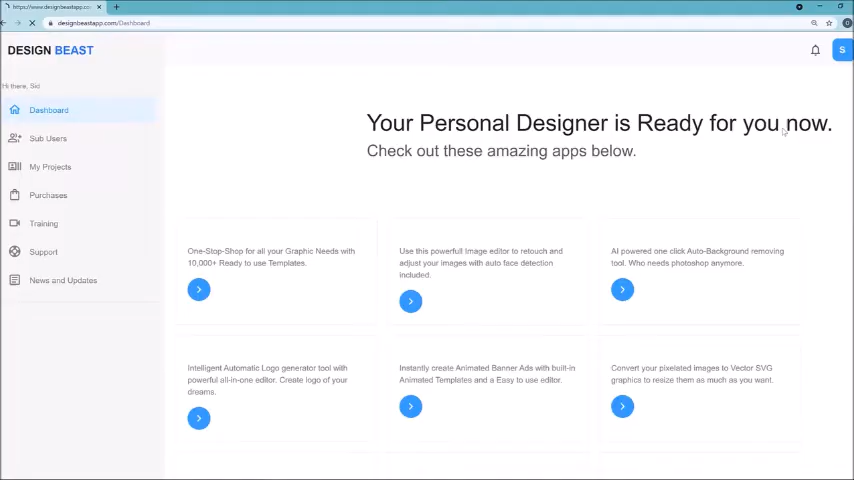 https://www.designbeastapp.co
designbeastapp.com/Dashboard
DESIGN BEAST
S
Hi there, Sid
Dashboard
Sub Users
My Projects
Purchases
Training
Support
News and Updates
Your Personal Designer is Ready for you now.
Check out these amazing apps below.
One-Stop-Shop for all your Graphic Needs with
10,000+ Ready to use Templates.
Use this powerfull Image editor to retouch and
adjust your images with auto face detection
included.
AI powered one click Auto-Background removing
tool. Who needs photoshop anymore.
Intelligent Automatic Logo generator tool with
powerful all-in-one editor. Create logo of your
dreams.
Instantly create Animated Banner Ads with built-in
Animated Templates and a Easy to use editor.
Convert your pixelated images to Vector SVG
graphics to resize them as much as you want.